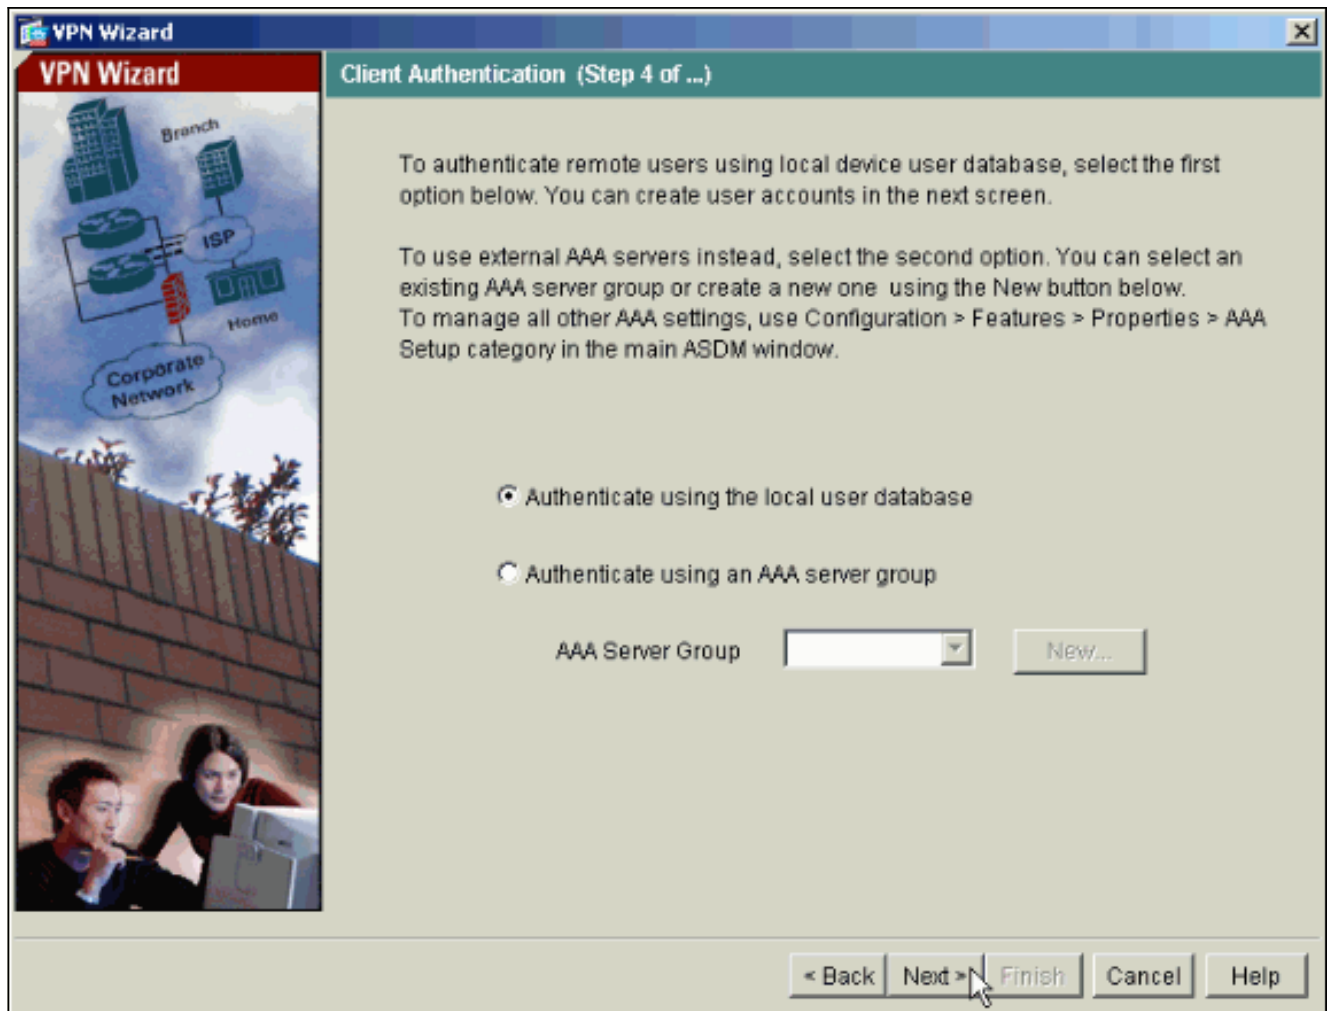 VPN Wizard
VPN Wizard
Client Authentication (Step 4 of ...)
Branch
ISP
Home
Corporate
Network
To authenticate remote users using local device user database, select the first
option below. You can create user accounts in the next screen.
To use external AAA servers instead, select the second option. You can select an
existing AAA server group or create a new one using the New button below.
To manage all other AAA settings, use Configuration > Features > Properties > AAA
Setup category in the main ASDM window.
Authenticate using the local user database
Authenticate using an AAA server group
AAA Server Group
New...
< Back
Next >
Finish
Cancel
Help